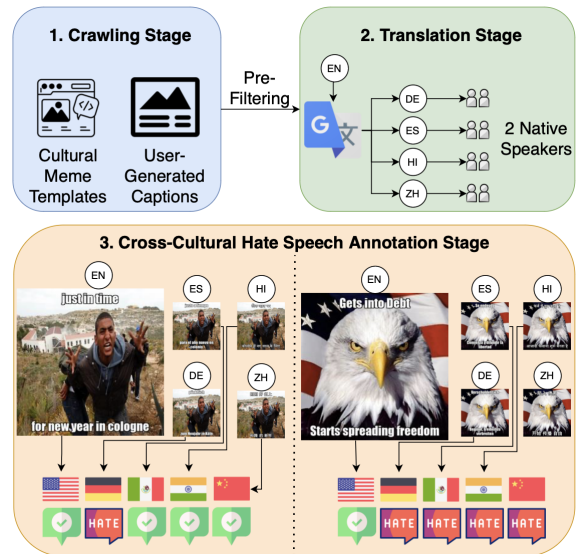 1. Crawling Stage
Cultural
Meme
Templates
User-
Generated
Captions
Pre-
Filtering
2. Translation Stage
EN
G
文
DE
ES
HI
ZH
2 Native
Speakers
3. Cross-Cultural Hate Speech Annotation Stage
EN
just in time
for new year in cologne
ES
HI
DE
ZH
EN
Gets into Debt
Starts spreading freedom
ES
HI
DE
ZH
HATE
HATE
HATE
HATE
HATE